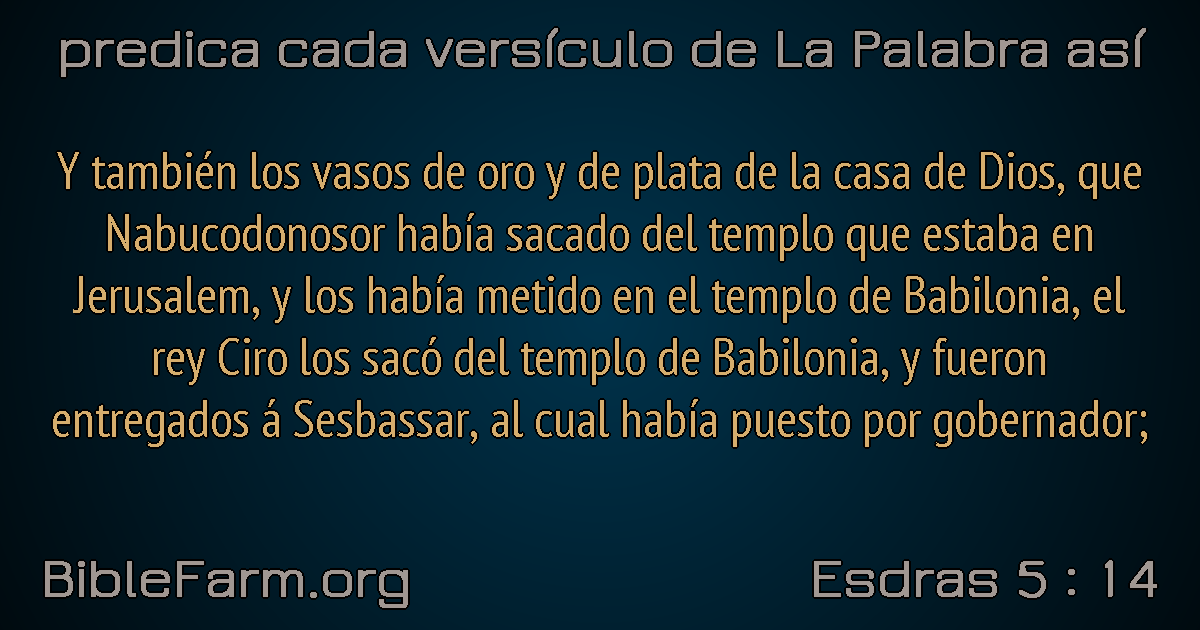 predica cada versículo de La Palabra así
Y también los vasos de oro y de plata de la casa de Dios, que
Nabucodonosor había sacado del templo que estaba en
Jerusalem, y los había metido en el templo de Babilonia, el
rey Ciro los sacó del templo de Babilonia, y fueron
entregados á Sesbassar, al cual había puesto por gobernador;
BibleFarm.org
Esdras 5 : 14